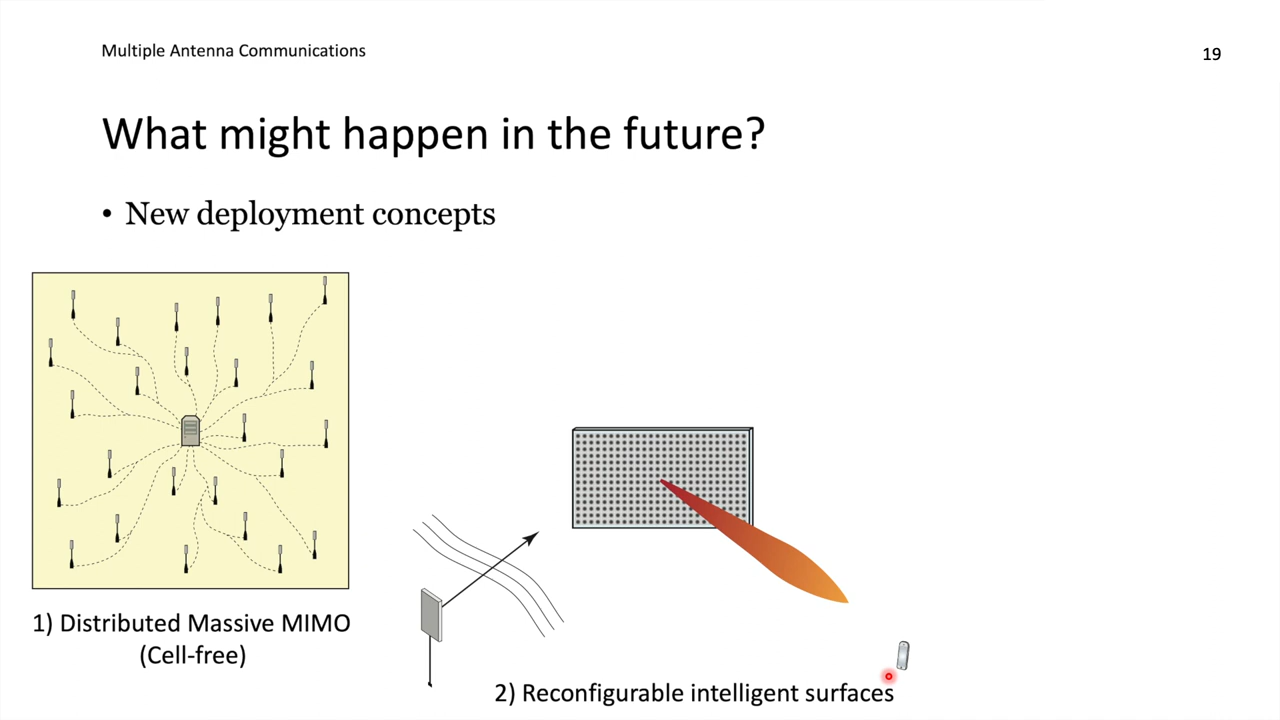 Multiple Antenna Communications
19
What might happen in the future?
• New deployment concepts
1) Distributed Massive MIMO
(Cell-free)
2) Reconfigurable intelligent surfaces